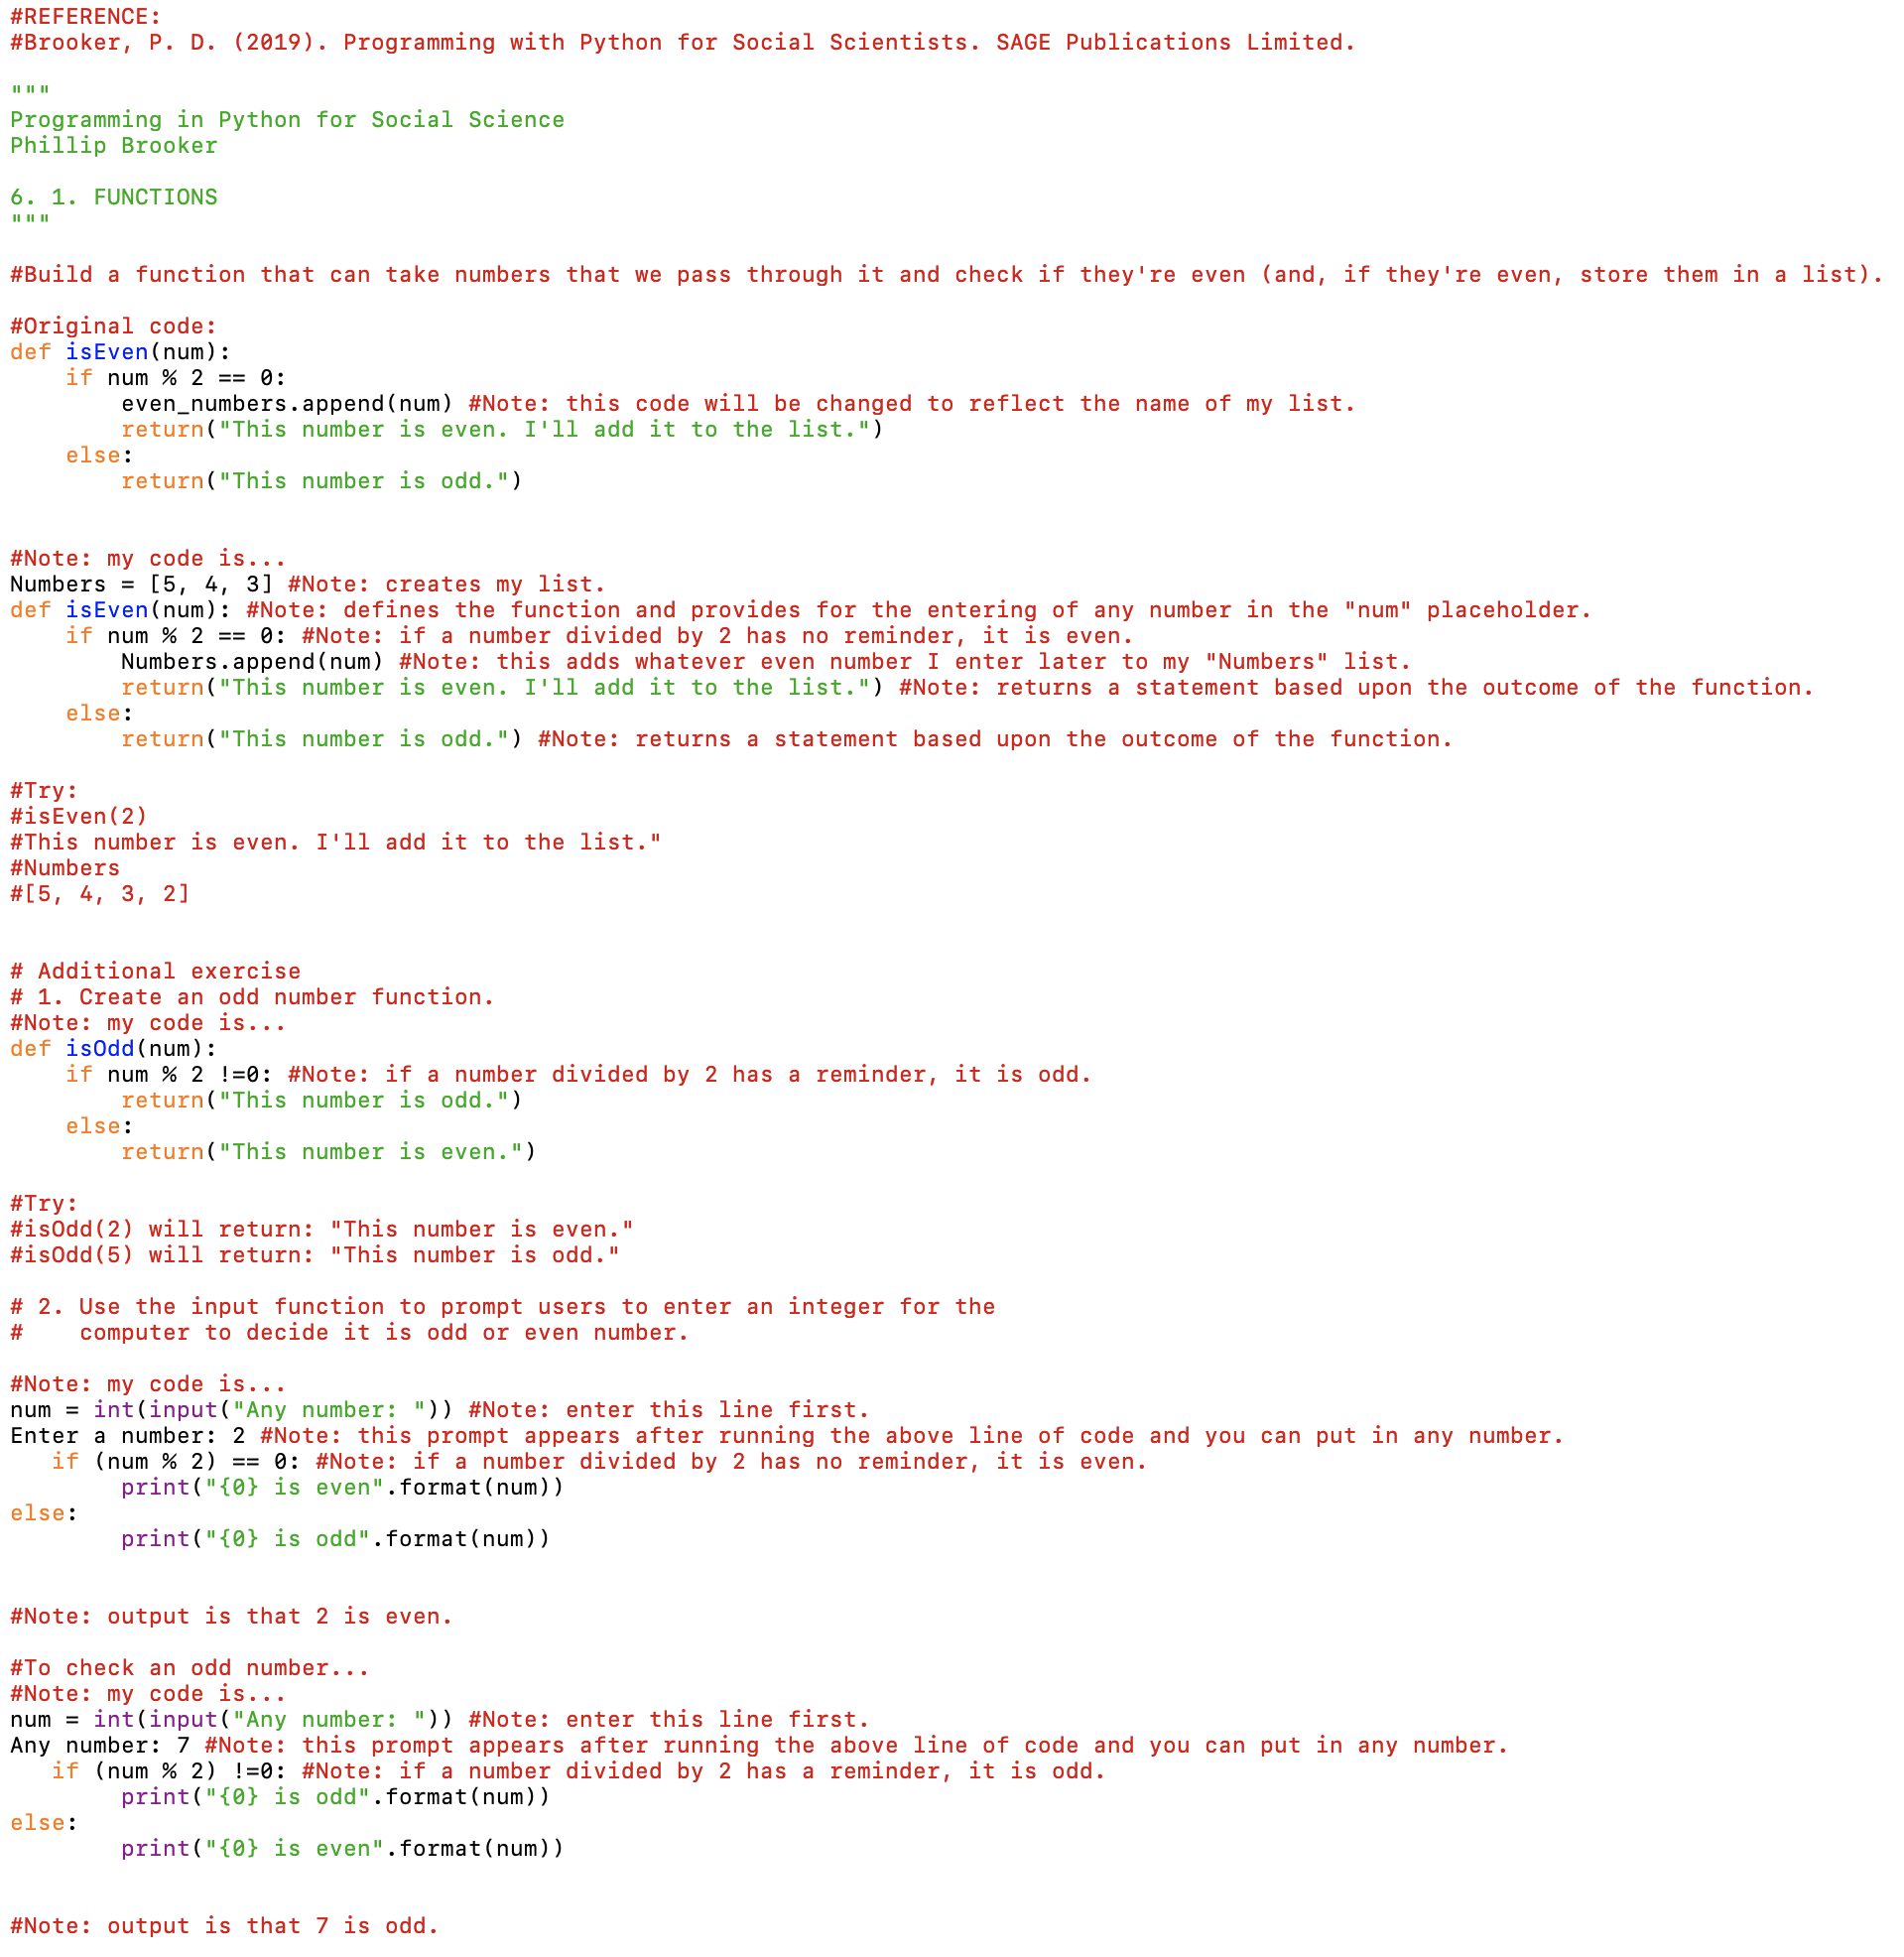 #REFERENCE:
#Brooker, P. D. (2019). Programming with Python for Social Scientists. SAGE Publications Limited.
"""
Programming in Python for Social Science
Phillip Brooker
6. 1. FUNCTIONS
"""
#Build a function that can take numbers that we pass through it and check if they're even (and, if they're even, store them in a list).
#Original code:
def isEven(num):
    if num % 2 == 0:
        even_numbers.append(num) #Note: this code will be changed to reflect the name of my list.
        return("This number is even. I'll add it to the list.")
    else:
        return("This number is odd.")
#Note: my code is...
Numbers = [5, 4, 3] #Note: creates my list.
def isEven(num): #Note: defines the function and provides for the entering of any number in the "num" placeholder.
    if num % 2 == 0: #Note: if a number divided by 2 has no reminder, it is even.
        Numbers.append(num) #Note: this adds whatever even number I enter later to my "Numbers" list.
        return("This number is even. I'll add it to the list.") #Note: returns a statement based upon the outcome of the function.
    else:
        return("This number is odd.") #Note: returns a statement based upon the outcome of the function.
#Try:
#isEven(2)
#This number is even. I'll add it to the list."
#Numbers
#[5, 4, 3, 2]
# Additional exercise
# 1. Create an odd number function.
#Note: my code is...
def isOdd(num):
    if num % 2 !=0: #Note: if a number divided by 2 has a reminder, it is odd.
        return("This number is odd.")
    else:
        return("This number is even.")
#Try:
#isOdd(2) will return: "This number is even."
#isOdd(5) will return: "This number is odd."
# 2. Use the input function to prompt users to enter an integer for the
#    computer to decide it is odd or even number.
#Note: my code is...
num = int(input("Any number: ")) #Note: enter this line first.
Enter a number: 2 #Note: this prompt appears after running the above line of code and you can put in any number.
   if (num % 2) == 0: #Note: if a number divided by 2 has no reminder, it is even.
        print("{0} is even".format(num))
else:
        print("{0} is odd".format(num))
#Note: output is that 2 is even.
#To check an odd number...
#Note: my code is...
num = int(input("Any number: ")) #Note: enter this line first.
Any number: 7 #Note: this prompt appears after running the above line of code and you can put in any number.
   if (num % 2) !=0: #Note: if a number divided by 2 has a reminder, it is odd.
        print("{0} is odd".format(num))
else:
        print("{0} is even".format(num))
#Note: output is that 7 is odd.